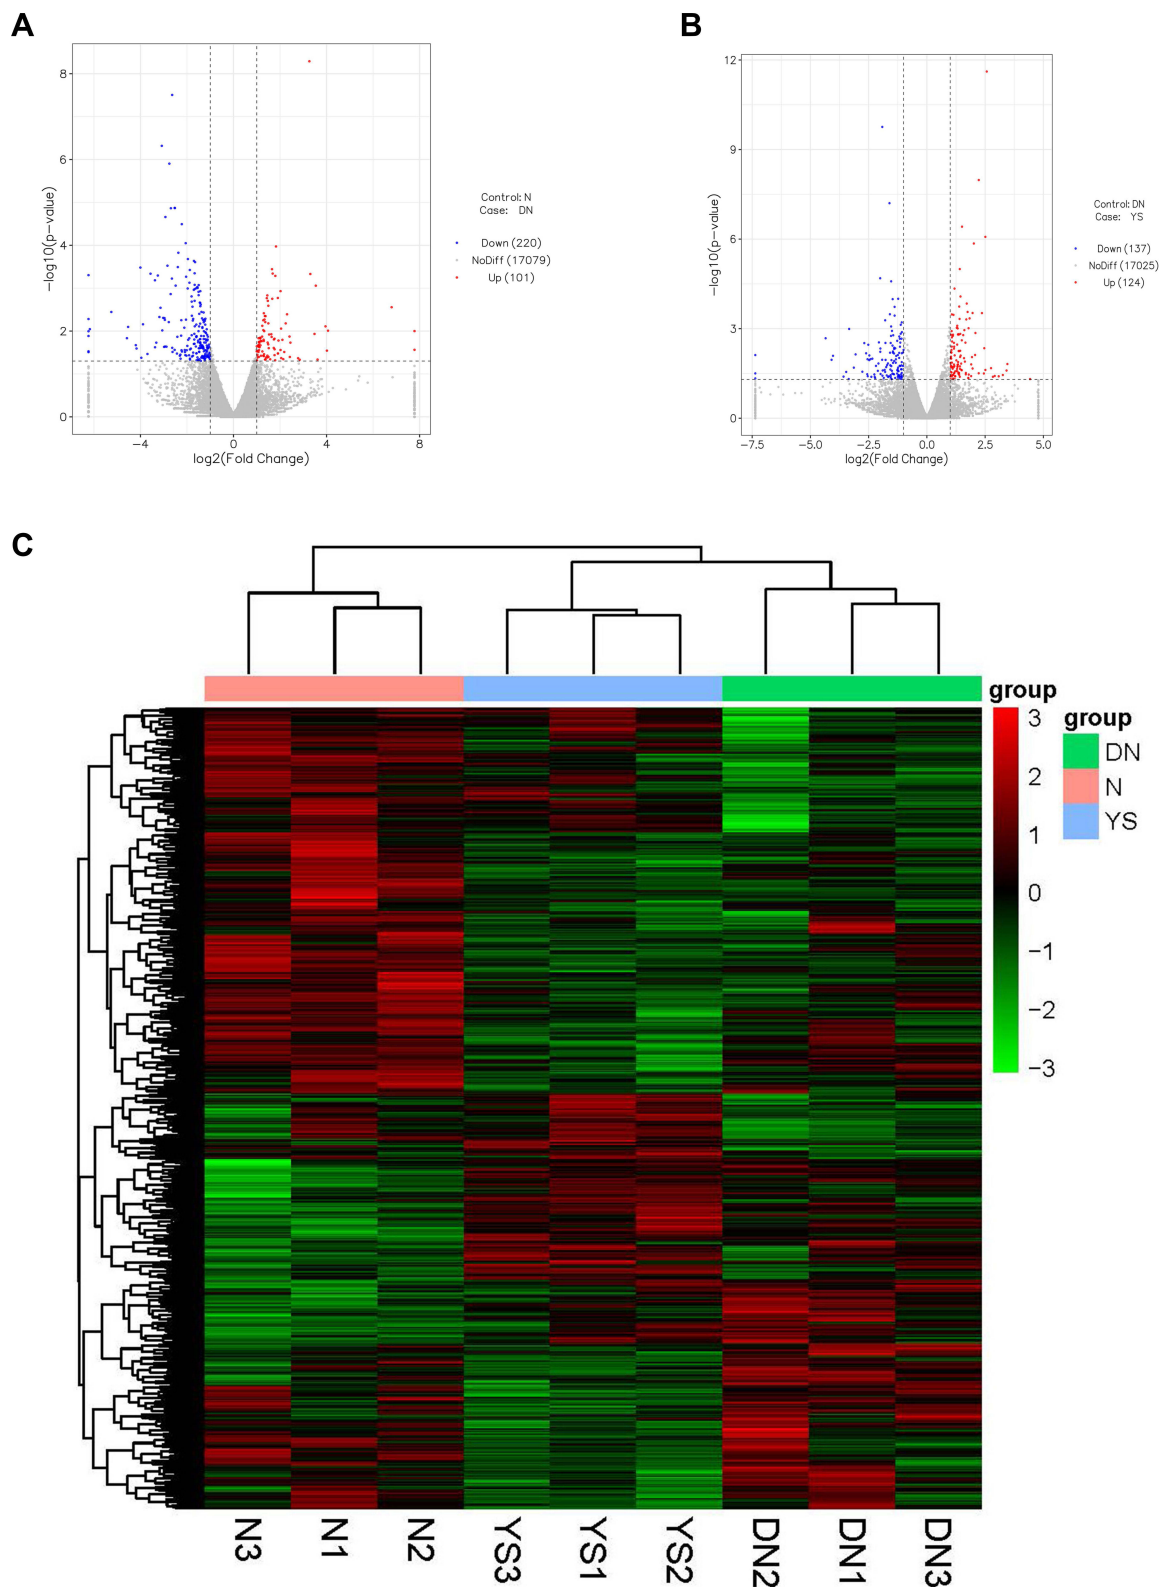 A
B
8
6
4
2
0
−4
0
4
8
−log10(p−value)
log2(Fold Change)
Control: N
Case: DN
Down (220)
NoDiff (17079)
Up (101)
12
9
6
3
0
−7.5
−5.0
−2.5
0.0
2.5
5.0
−log10(p−value)
log2(Fold Change)
Control: DN
Case: YS
Down (137)
NoDiff (17025)
Up (124)
C
group
3
2
1
0
−1
−2
−3
group
DN
N
YS
N3
N1
N2
YS3
YS1
YS2
DN2
DN1
DN3